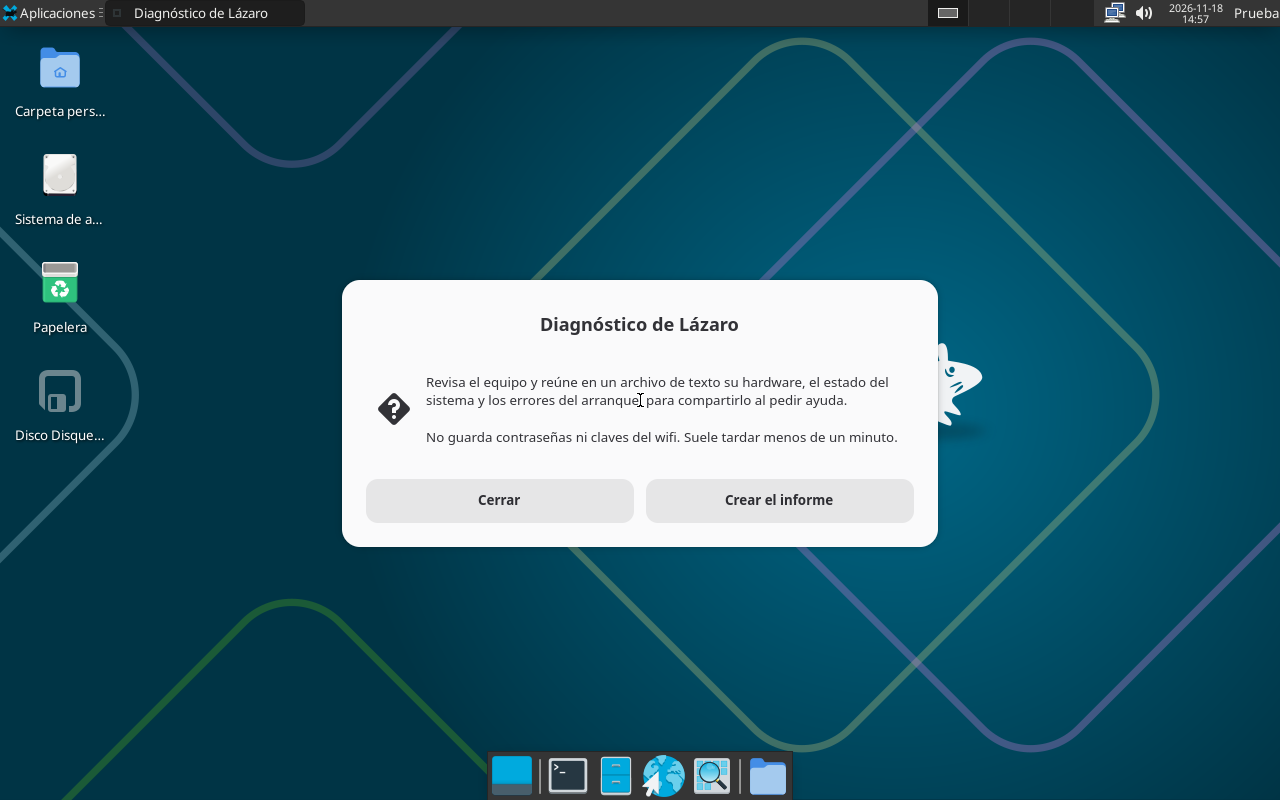 Aplicaciones
Diagnóstico de Lázaro
2026-11-18
14:57
Prueba
Carpeta pers...
Sistema de a...
Papelera
Disco Disque...
Diagnóstico de Lázaro
Revisa el equipo y reúne en un archivo de texto su hardware, el estado del
sistema y los errores del arranque, para compartirlo al pedir ayuda.
No guarda contraseñas ni claves del wifi. Suele tardar menos de un minuto.
Cerrar
Crear el informe